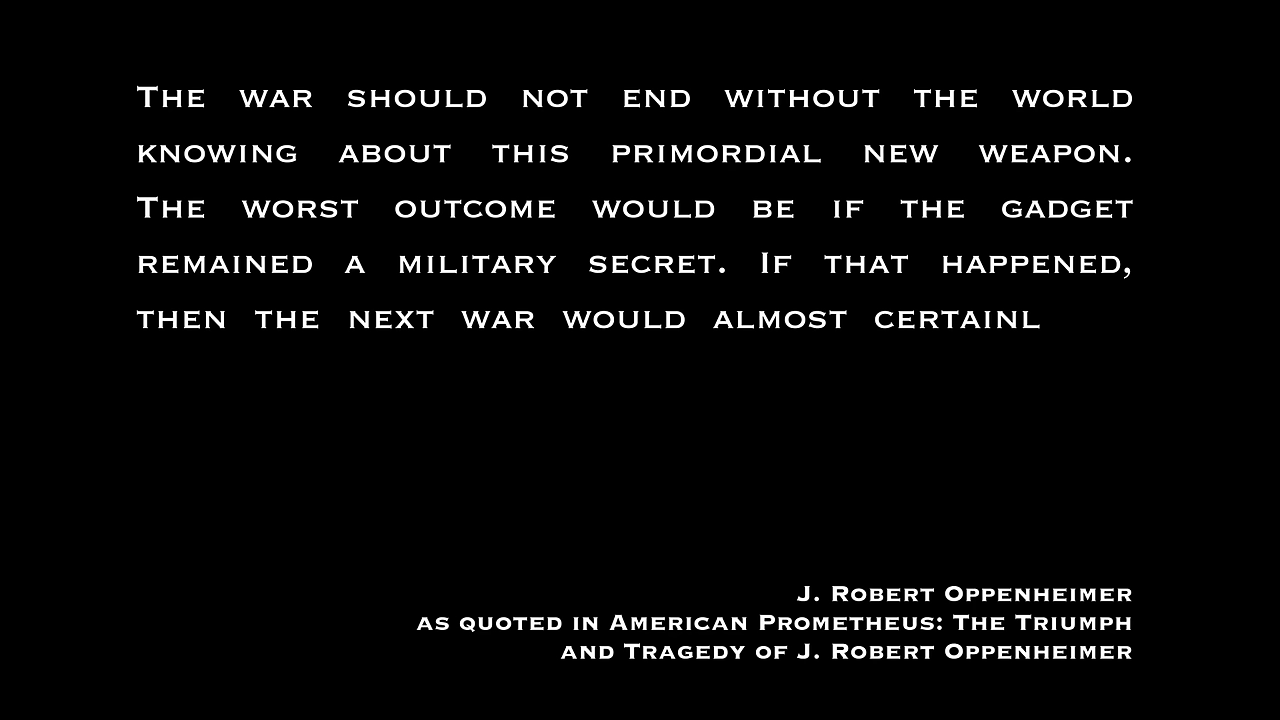 The war should not end without the world
knowing about this primordial new weapon.
The worst outcome would be if the gadget
remained a military secret. If that happened,
then the next war would almost certainl
J. Robert Oppenheimer
as quoted in American Prometheus: The Triumph
and Tragedy of J. Robert Oppenheimer